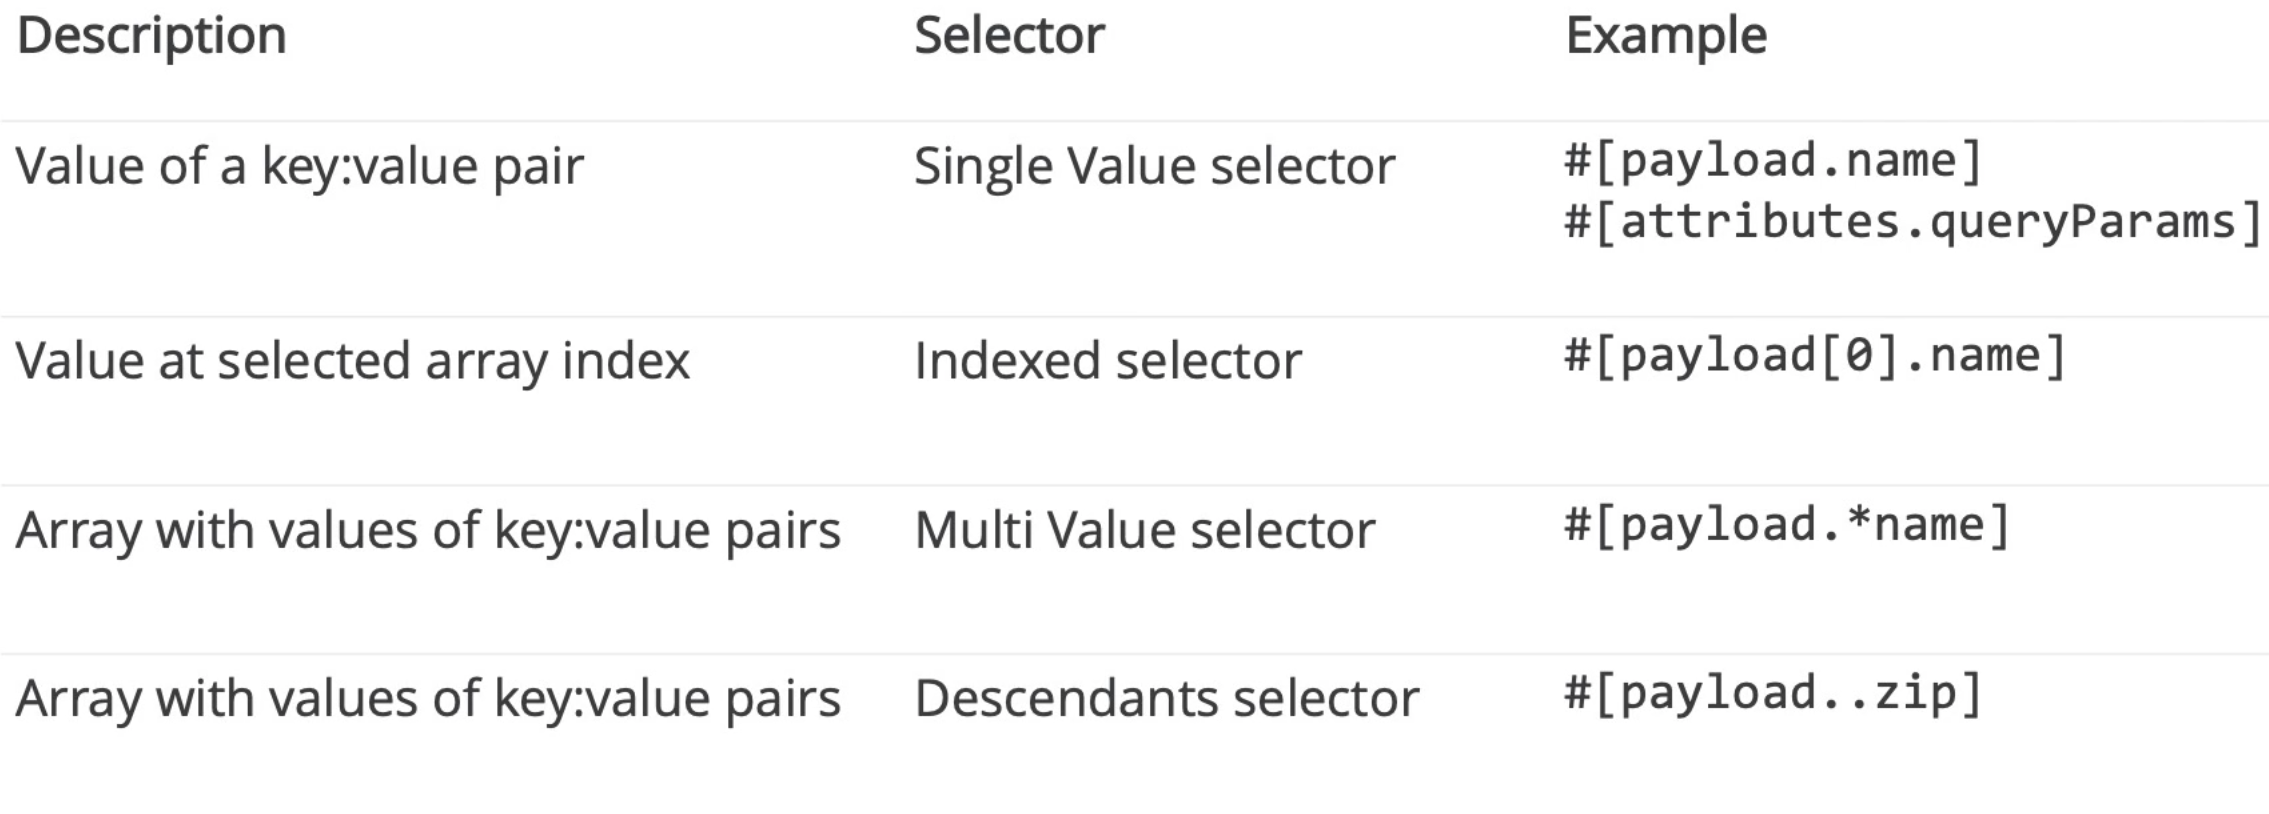 Description Selector Example
Value of a key:value pair Single Value selector #[payload.name]
#[attributes.queryParams]
Value at selected array index Indexed selector #[payload[0].name]
Array with values of key:value pairs Multi Value selector #[payload.*name]
Array with values of key:value pairs Descendants selector #[payload..zip]